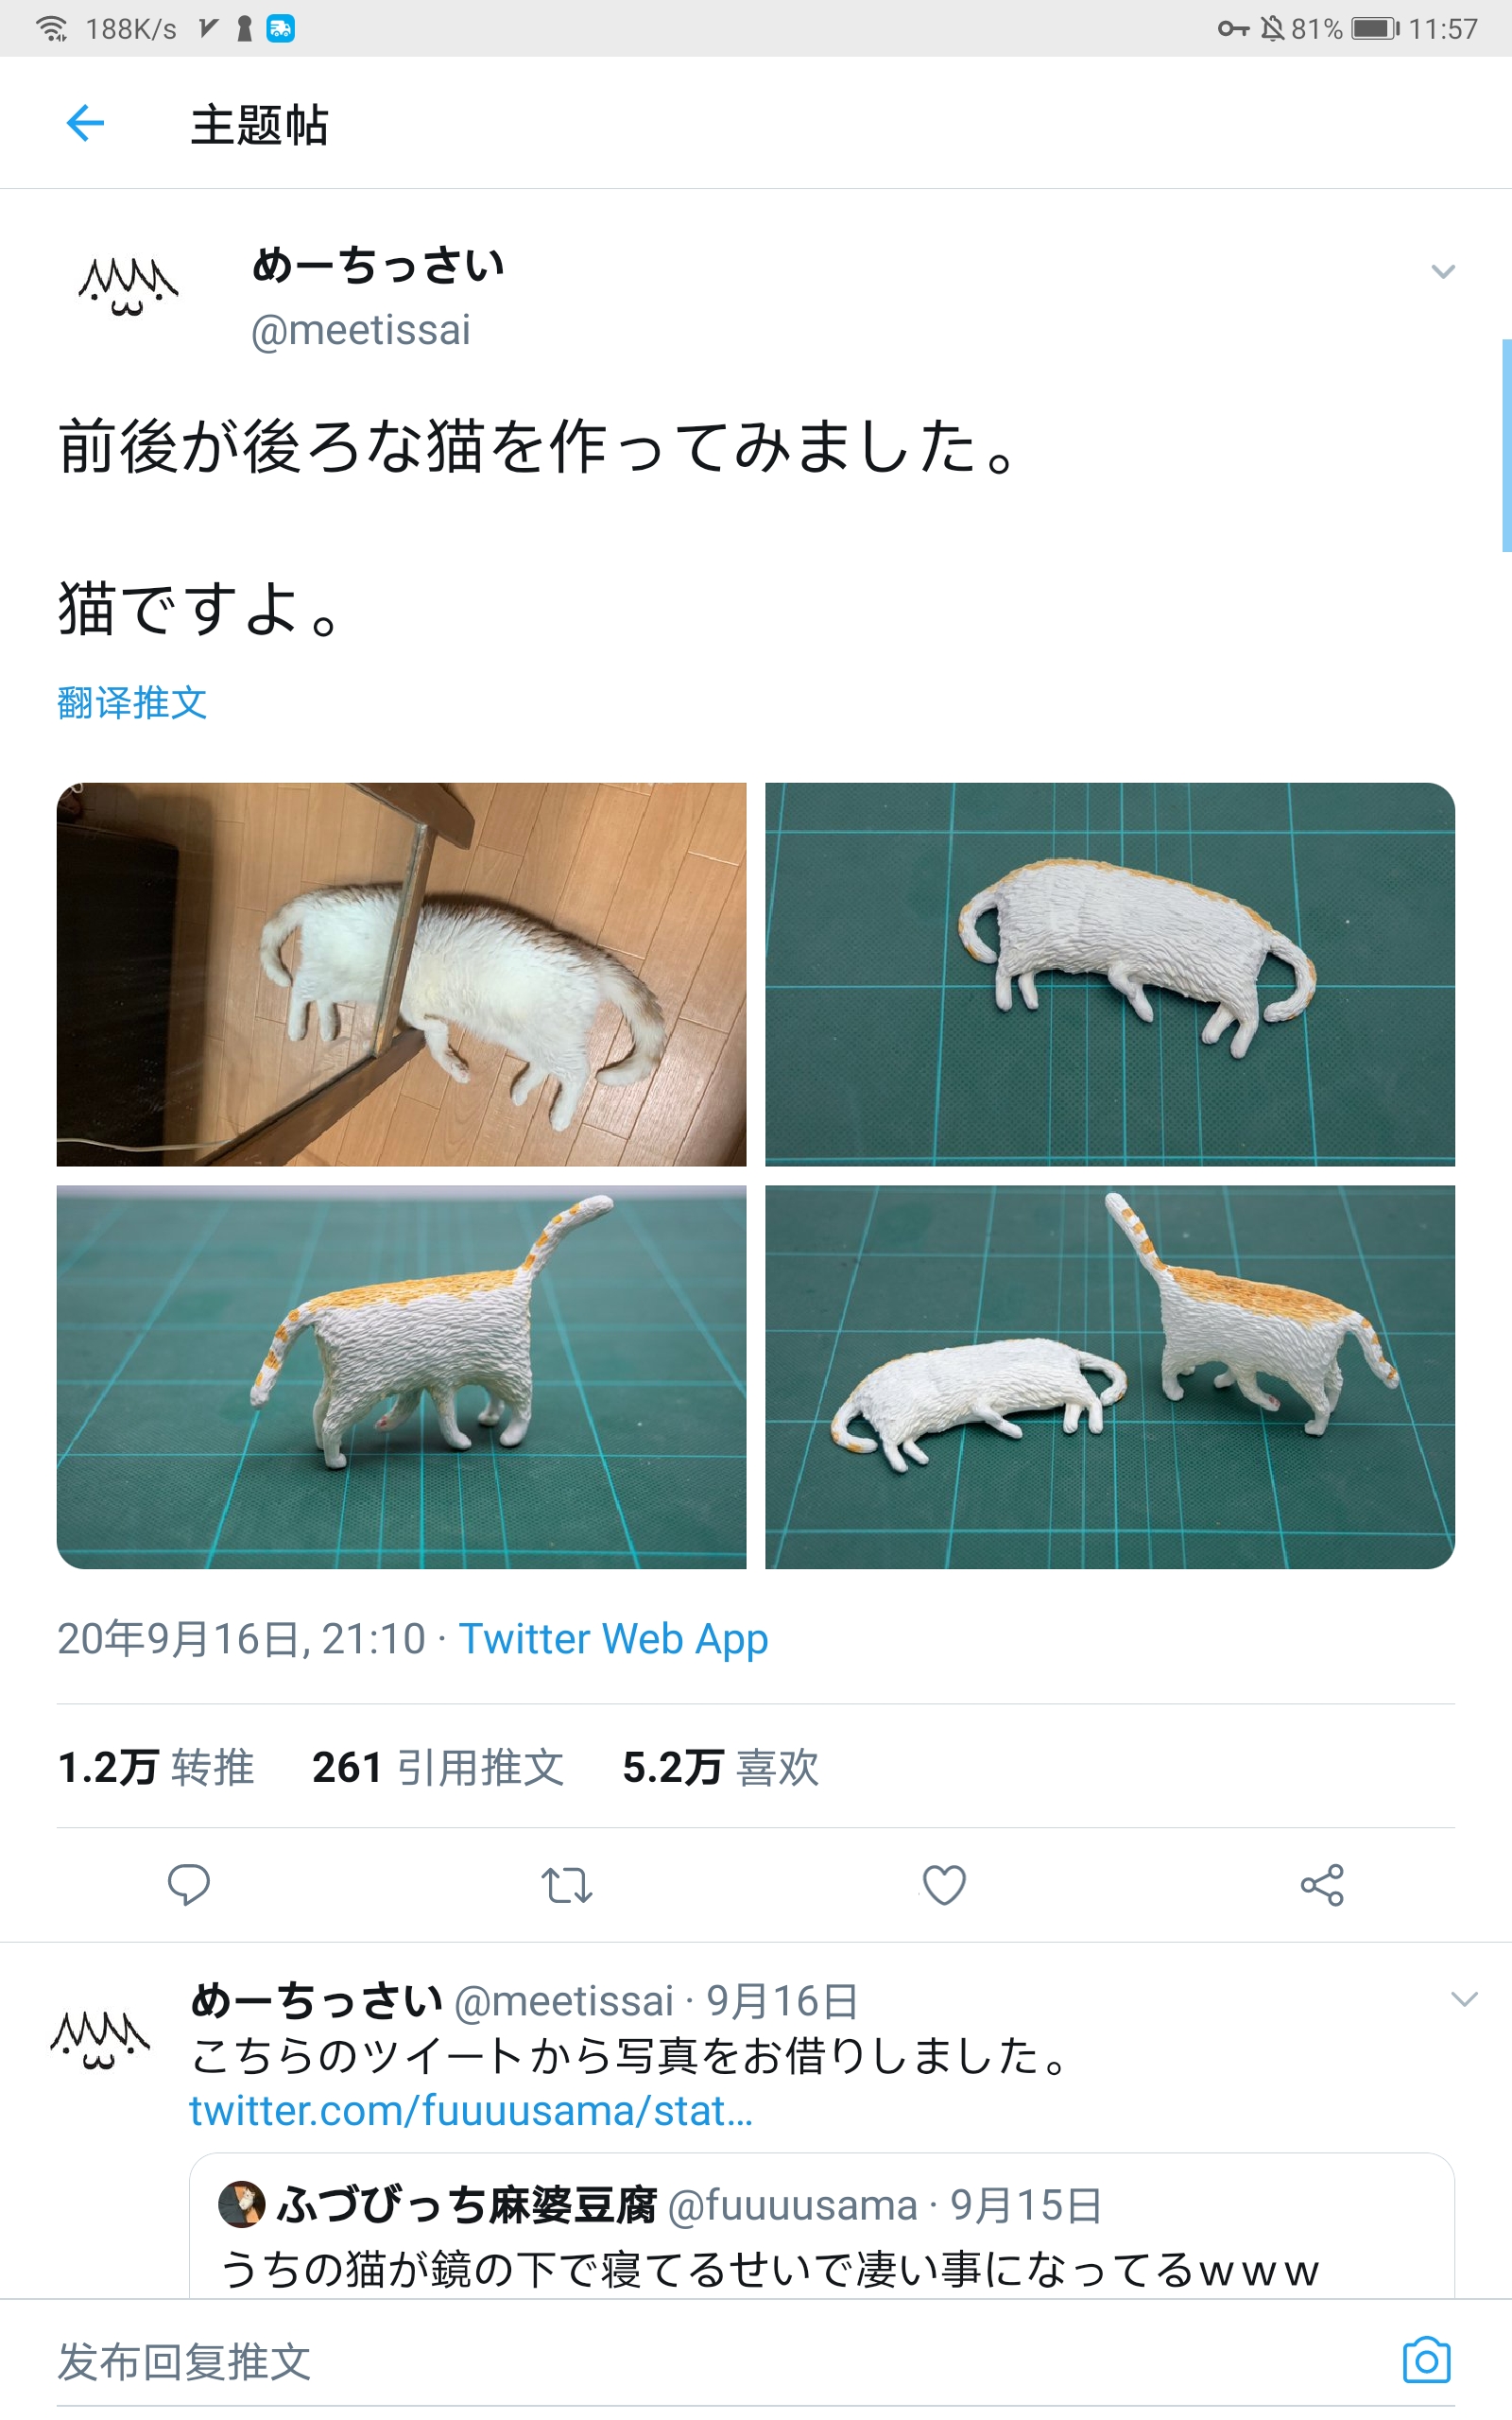 188K/s
81% 11:57
主题帖
めーちっさい
@meetissai
前後が後ろな猫を作ってみました。
猫ですよ。
翻译推文
20年9月16日, 21:10 · Twitter Web App
1.2万 转推 261 引用推文 5.2万 喜欢
めーちっさい @meetissai · 9月16日
こちらのツイートから写真をお借りしました。
twitter.com/fuuuusama/stat…
ふづびっち麻婆豆腐 @fuuuusama · 9月15日
うちの猫が鏡の下で寝てるせいで凄い事になってるｗｗｗ
发布回复推文